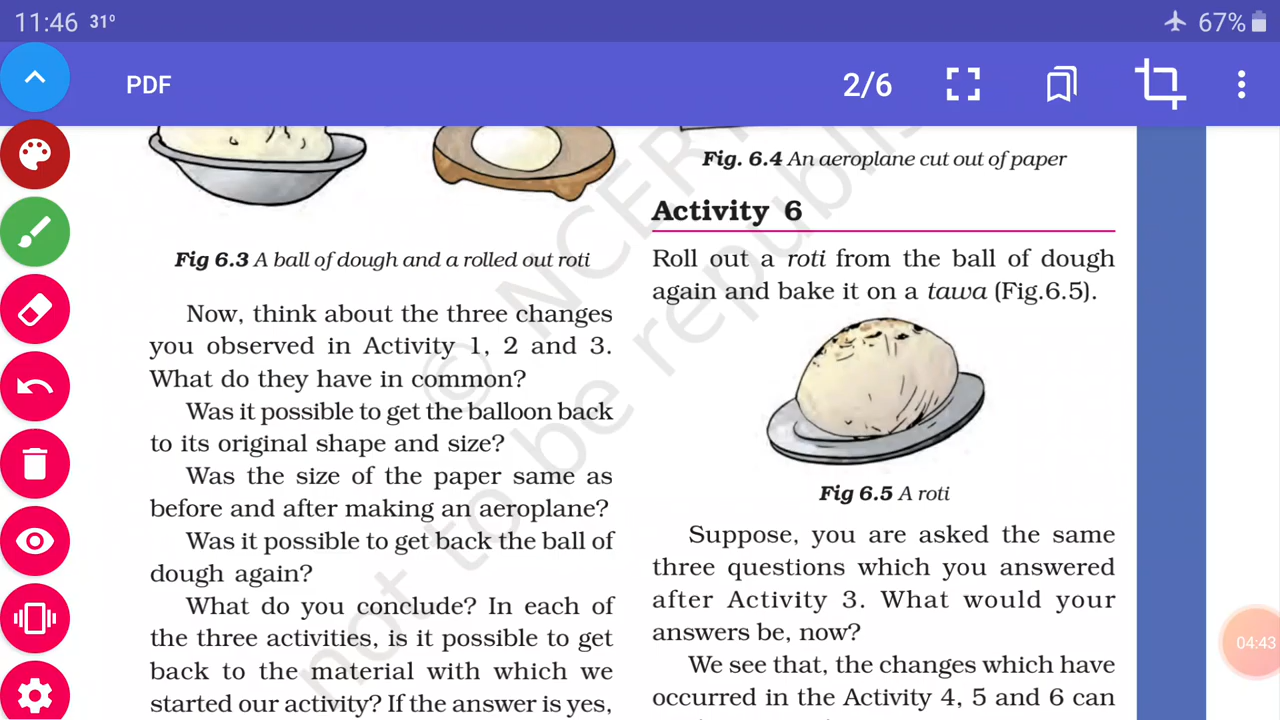 11:46 31°
67%
PDF
2/6
Fig 6.3 A ball of dough and a rolled out roti
Now, think about the three changes
you observed in Activity 1, 2 and 3.
What do they have in common?
Was it possible to get the balloon back
to its original shape and size?
Was the size of the paper same as
before and after making an aeroplane?
Was it possible to get back the ball of
dough again?
What do you conclude? In each of
the three activities, is it possible to get
back to the material with which we
started our activity? If the answer is yes,
Fig. 6.4 An aeroplane cut out of paper
Activity 6
Roll out a roti from the ball of dough
again and bake it on a tawa (Fig.6.5).
Fig 6.5 A roti
Suppose, you are asked the same
three questions which you answered
after Activity 3. What would your
answers be, now?
We see that, the changes which have
occurred in the Activity 4, 5 and 6 can
© NCERT
not to be republis
04:43